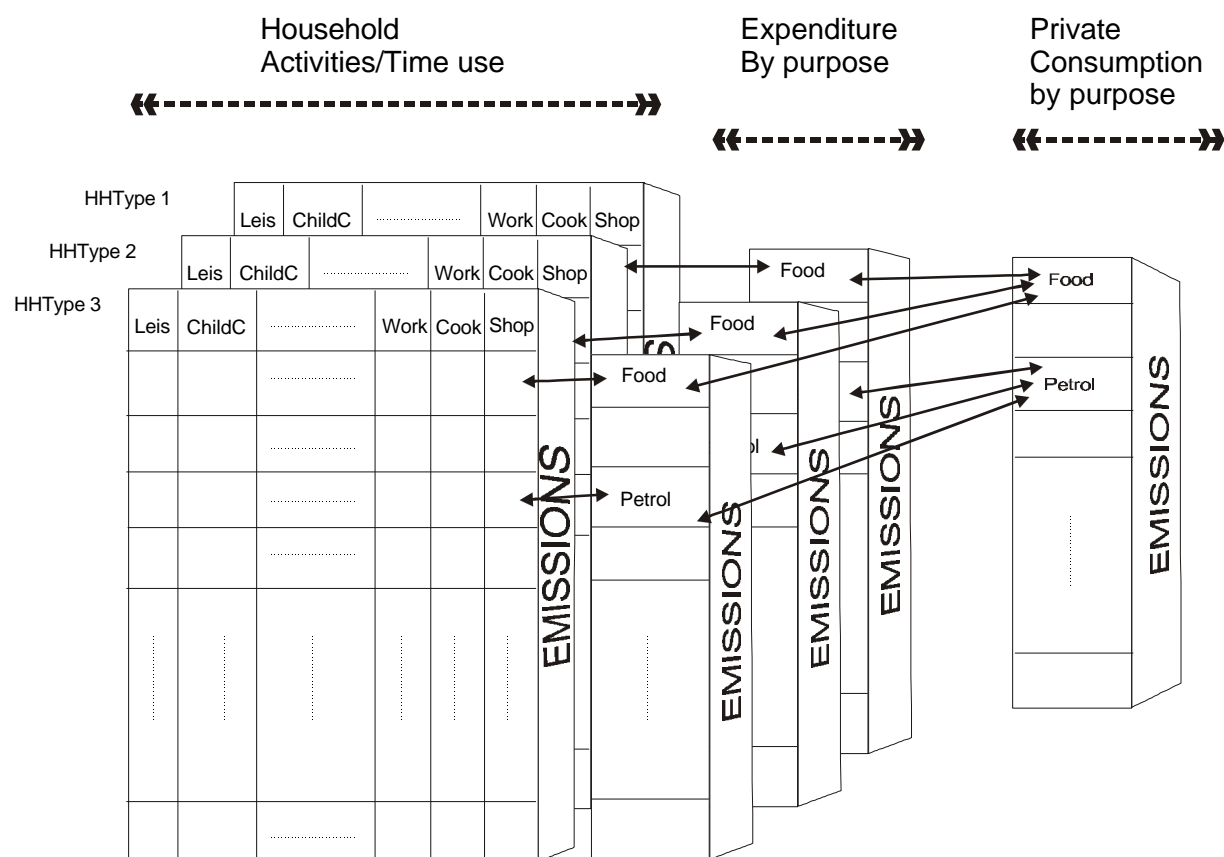 Household
Activities/Time use
Expenditure
By purpose
Private
Consumption
by purpose
HHType 1
Leis ChildC Work Cook Shop
HHType 2
Leis ChildC Work Cook Shop
HHType 3
Leis ChildC Work Cook Shop
Food
Food
Food
Food
Petrol
Petrol
EMISSIONS
EMISSIONS
EMISSIONS
EMISSIONS
EMISSIONS